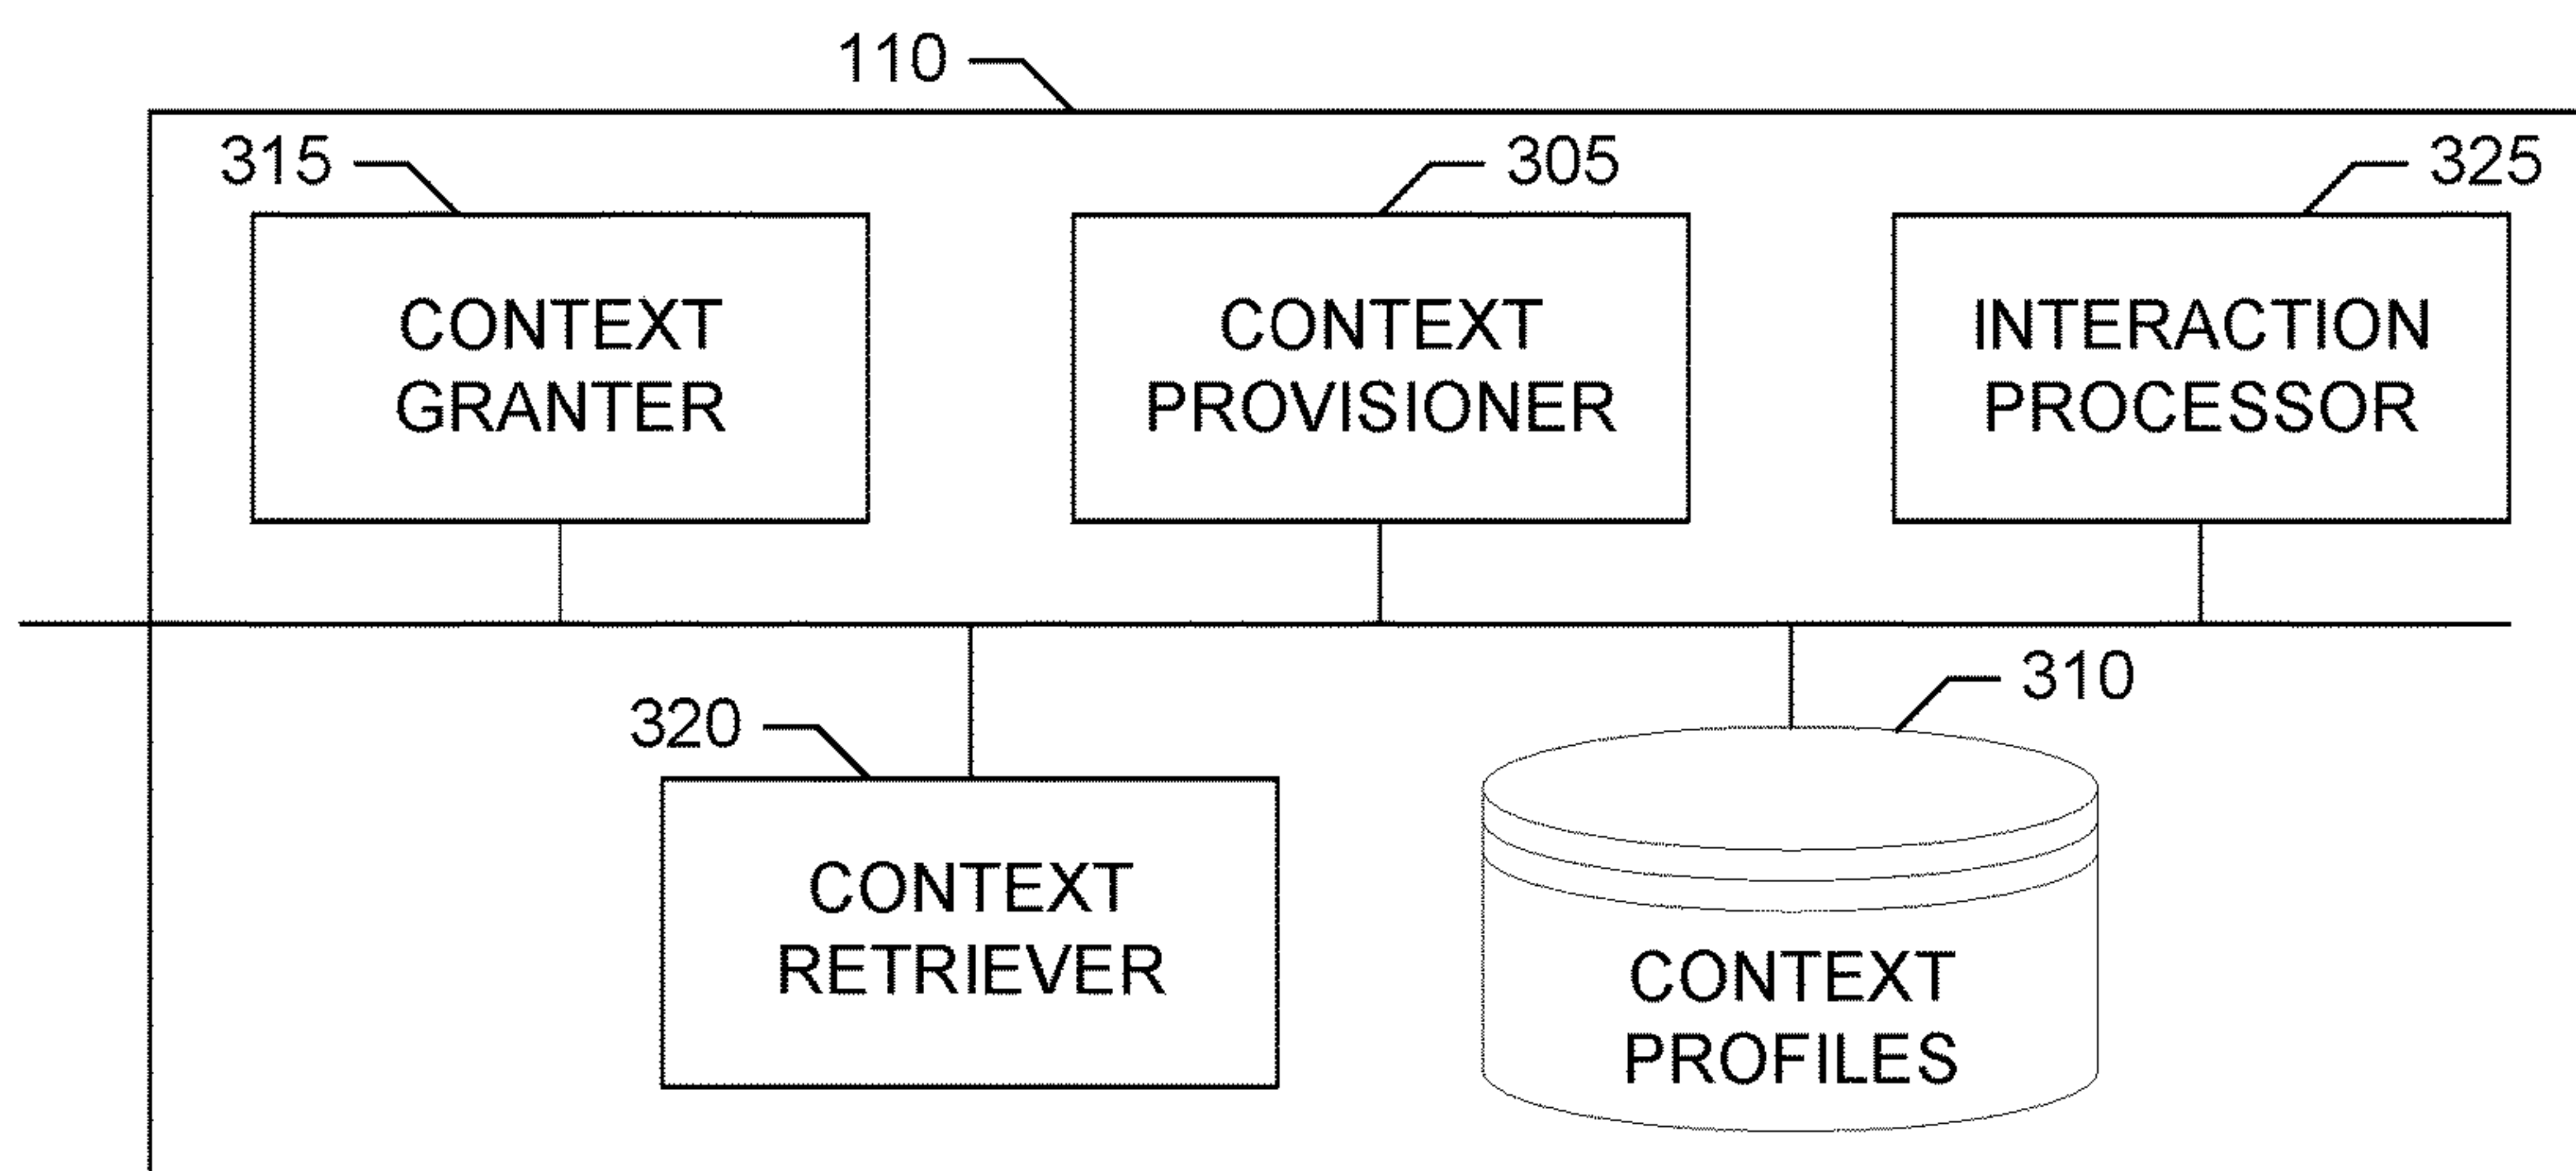 110
315
305
325
CONTEXT
GRANTER
CONTEXT
PROVISIONER
INTERACTION
PROCESSOR
310
320
CONTEXT
RETRIEVER
CONTEXT
PROFILES